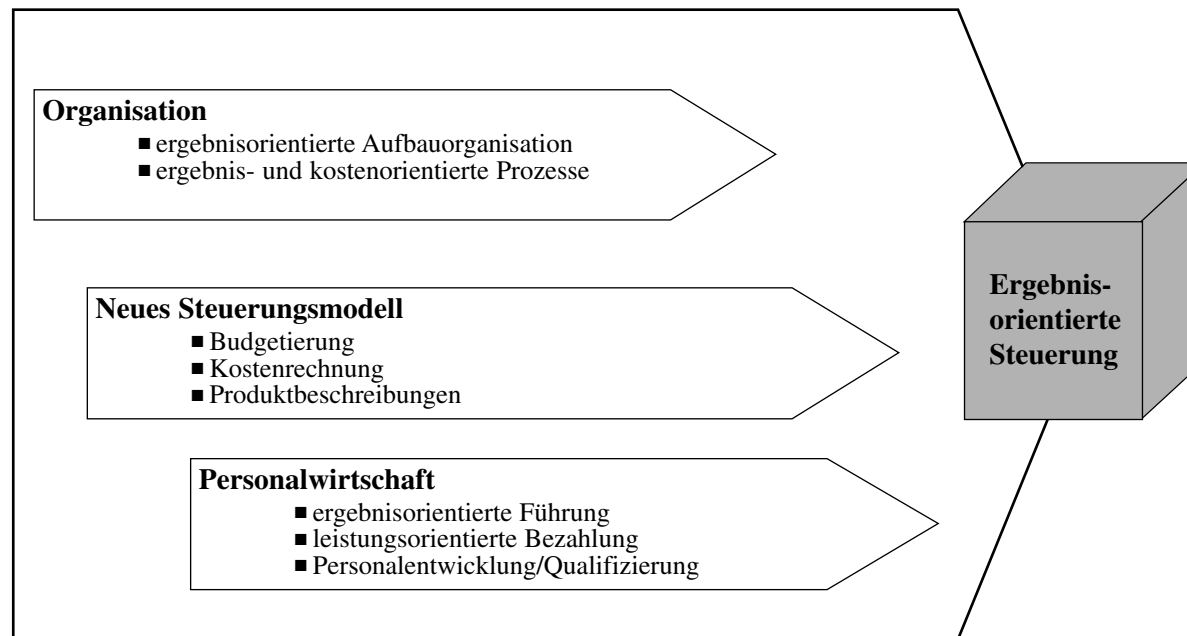 Organisation
■ ergebnisorientierte Aufbauorganisation
■ ergebnis- und kostenorientierte Prozesse
Neues Steuerungsmodell
■ Budgetierung
■ Kostenrechnung
■ Produktbeschreibungen
Personalwirtschaft
■ ergebnisorientierte Führung
■ leistungsorientierte Bezahlung
■ Personalentwicklung/Qualifizierung
Ergebnis-
orientierte
Steuerung